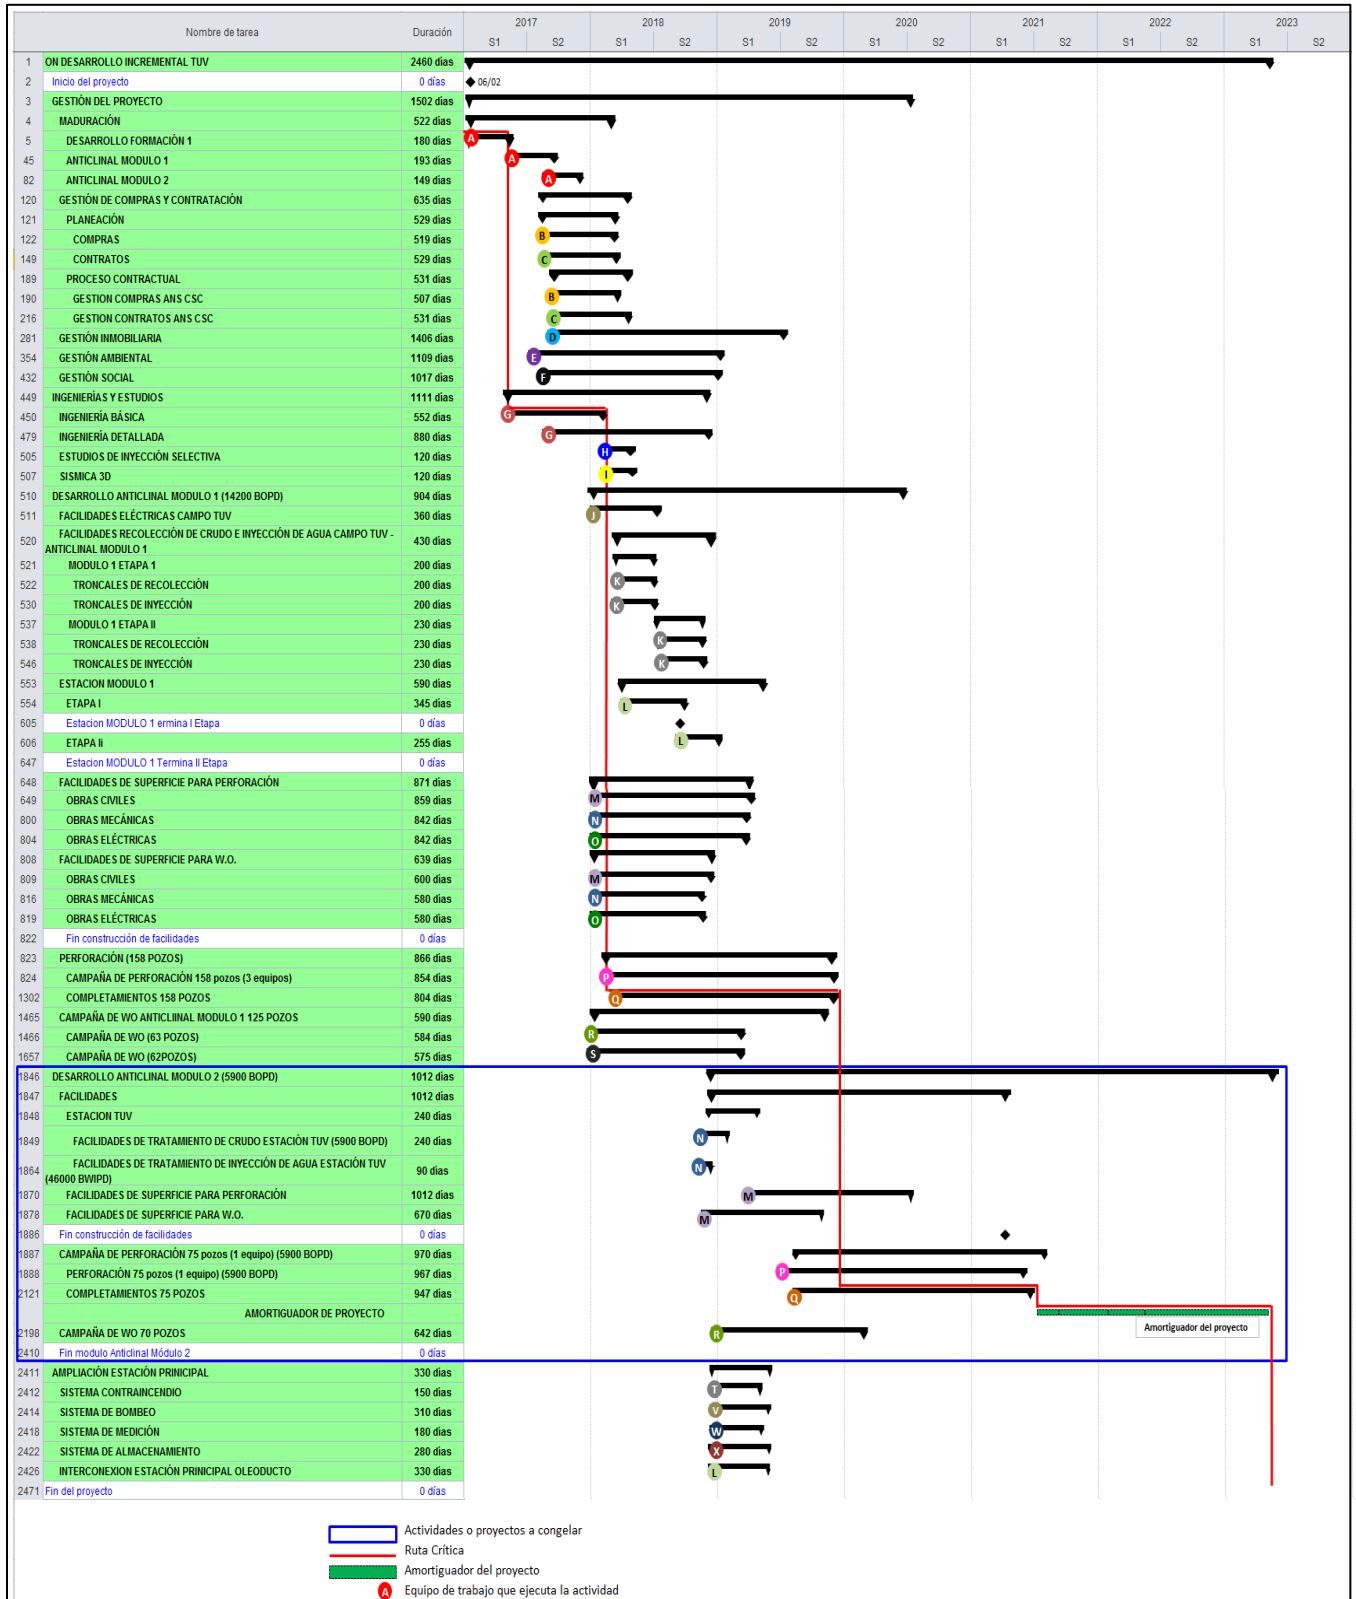 Nombre de tarea Duración 2017 2018 2019 2020 2021 2022 2023
S1 S2 S1 S2 S1 S2 S1 S2 S1 S2 S1 S2 S1 S2
1 ON DESARROLLO INCREMENTAL TUV 2460 días
2 Inicio del proyecto 0 días 06/02
3 GESTIÓN DEL PROYECTO 1502 días
4 MADURACIÓN 522 días
5 DESARROLLO FORMACIÓN 1 180 días A
45 ANTICLINAL MODULO 1 193 días A
82 ANTICLINAL MODULO 2 149 días A
120 GESTIÓN DE COMPRAS Y CONTRATACIÓN 635 días
121 PLANEACIÓN 529 días
122 COMPRAS 519 días B
149 CONTRATOS 529 días C
189 PROCESO CONTRACTUAL 531 días
190 GESTION COMPRAS ANS CSC 507 días B
216 GESTION CONTRATOS ANS CSC 531 días C
281 GESTIÓN INMOBILIARIA 1406 días D
354 GESTIÓN AMBIENTAL 1109 días E
432 GESTIÓN SOCIAL 1017 días F
449 INGENIERÍAS Y ESTUDIOS 1111 días
450 INGENIERÍA BÁSICA 552 días G
479 INGENIERÍA DETALLADA 880 días G
505 ESTUDIOS DE INYECCIÓN SELECTIVA 120 días H
507 SISMICA 3D 120 días I
510 DESARROLLO ANTICLINAL MODULO 1 (14200 BOPD) 904 días
511 FACILIDADES ELÉCTRICAS CAMPO TUV 360 días J
520 FACILIDADES RECOLECCIÓN DE CRUDO E INYECCIÓN DE AGUA CAMPO TUV -
ANTICLINAL MODULO 1 430 días
521 MODULO 1 ETAPA 1 200 días
522 TRONCALES DE RECOLECCIÓN 200 días K
530 TRONCALES DE INYECCIÓN 200 días K
537 MODULO 1 ETAPA II 230 días
538 TRONCALES DE RECOLECCIÓN 230 días K
546 TRONCALES DE INYECCIÓN 230 días K
553 ESTACION MODULO 1 590 días
554 ETAPA I 345 días L
605 Estacion MODULO 1 ermina I Etapa 0 días
606 ETAPA Ii 255 días L
647 Estacion MODULO 1 Termina II Etapa 0 días
648 FACILIDADES DE SUPERFICIE PARA PERFORACIÓN 871 días
649 OBRAS CIVILES 859 días M
800 OBRAS MECÁNICAS 842 días N
804 OBRAS ELÉCTRICAS 842 días O
808 FACILIDADES DE SUPERFICIE PARA W.O. 639 días
809 OBRAS CIVILES 600 días M
816 OBRAS MECÁNICAS 580 días N
819 OBRAS ELÉCTRICAS 580 días O
822 Fin construcción de facilidades 0 días
823 PERFORACIÓN (158 POZOS) 866 días
824 CAMPAÑA DE PERFORACIÓN 158 pozos (3 equipos) 854 días P
1302 COMPLETAMIENTOS 158 POZOS 804 días Q
1465 CAMPAÑA DE WO ANTICLIINAL MODULO 1 125 POZOS 590 días
1466 CAMPAÑA DE WO (63 POZOS) 584 días R
1657 CAMPAÑA DE WO (62POZOS) 575 días S
1846 DESARROLLO ANTICLINAL MODULO 2 (5900 BOPD) 1012 días
1847 FACILIDADES 1012 días
1848 ESTACION TUV 240 días
1849 FACILIDADES DE TRATAMIENTO DE CRUDO ESTACIÓN TUV (5900 BOPD) 240 días N
1864 FACILIDADES DE TRATAMIENTO DE INYECCIÓN DE AGUA ESTACIÓN TUV
(46000 BWIPD) 90 días N
1870 FACILIDADES DE SUPERFICIE PARA PERFORACIÓN 1012 días M
1878 FACILIDADES DE SUPERFICIE PARA W.O. 670 días M
1886 Fin construcción de facilidades 0 días
1887 CAMPAÑA DE PERFORACIÓN 75 pozos (1 equipo) (5900 BOPD) 970 días
1888 PERFORACIÓN 75 pozos (1 equipo) (5900 BOPD) 967 días P
2121 COMPLETAMIENTOS 75 POZOS 947 días Q
AMORTIGUADOR DE PROYECTO
Amortiguador del proyecto
2198 CAMPAÑA DE WO 70 POZOS 642 días R
2410 Fin modulo Anticlinal Módulo 2 0 días
2411 AMPLIACIÓN ESTACIÓN PRINICIPAL 330 días
2412 SISTEMA CONTRAINCENDIO 150 días T
2414 SISTEMA DE BOMBEO 310 días V
2418 SISTEMA DE MEDICIÓN 180 días W
2422 SISTEMA DE ALMACENAMIENTO 280 días X
2426 INTERCONEXION ESTACIÓN PRINICIPAL OLEODUCTO 330 días L
2471 Fin del proyecto 0 días
Actividades o proyectos a congelar
Ruta Crítica
Amortiguador del proyecto
A Equipo de trabajo que ejecuta la actividad